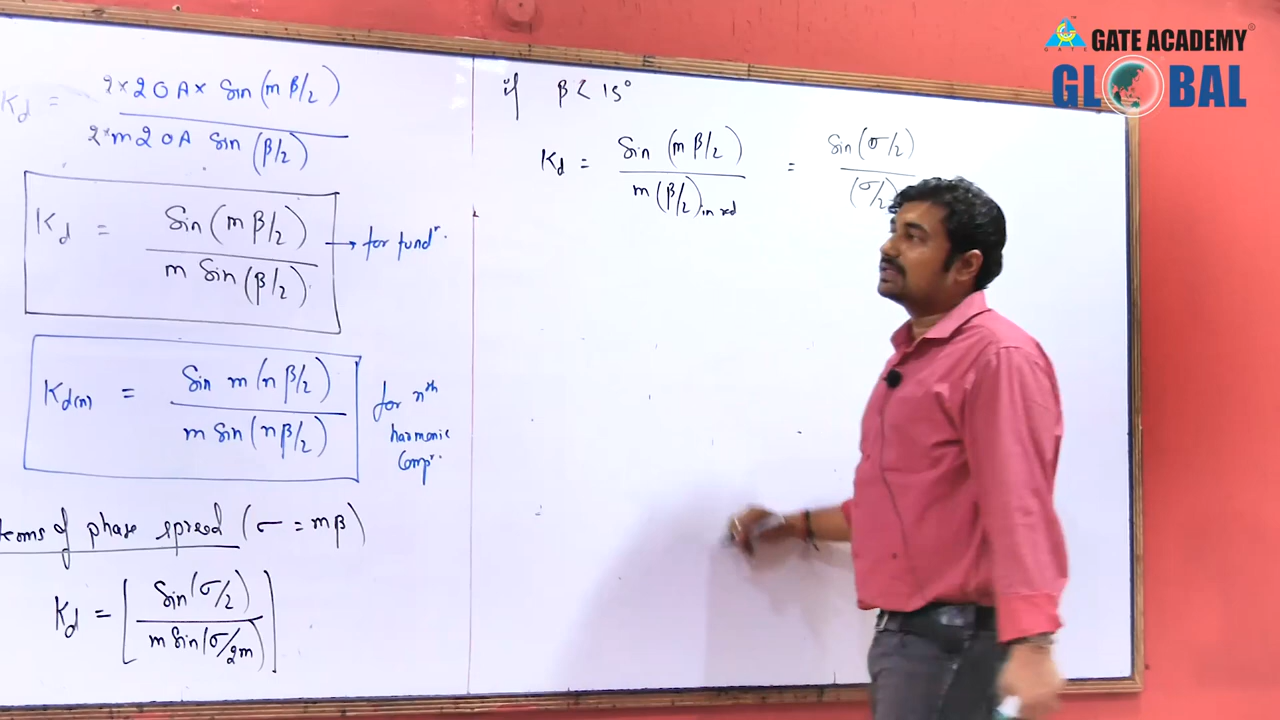 Kd = 2×2OA× Sin(mβ/2)
2*m2OA Sin(β/2)
Kd = Sin(mβ/2)
m Sin(β/2)
→ for fundr.
Kd(n) = Sin m(nβ/2)
m Sin(nβ/2)
for nth
harmonic
Compr.
terms of phase spread (σ = mβ)
Kd = [Sin(σ/2)
m Sin(σ/2m)]
if β < 15°
Kd = Sin(mβ/2) = Sin(σ/2)
m(β/2)in rad (σ/2)
GATE
GATE ACADEMY®
GLOBAL